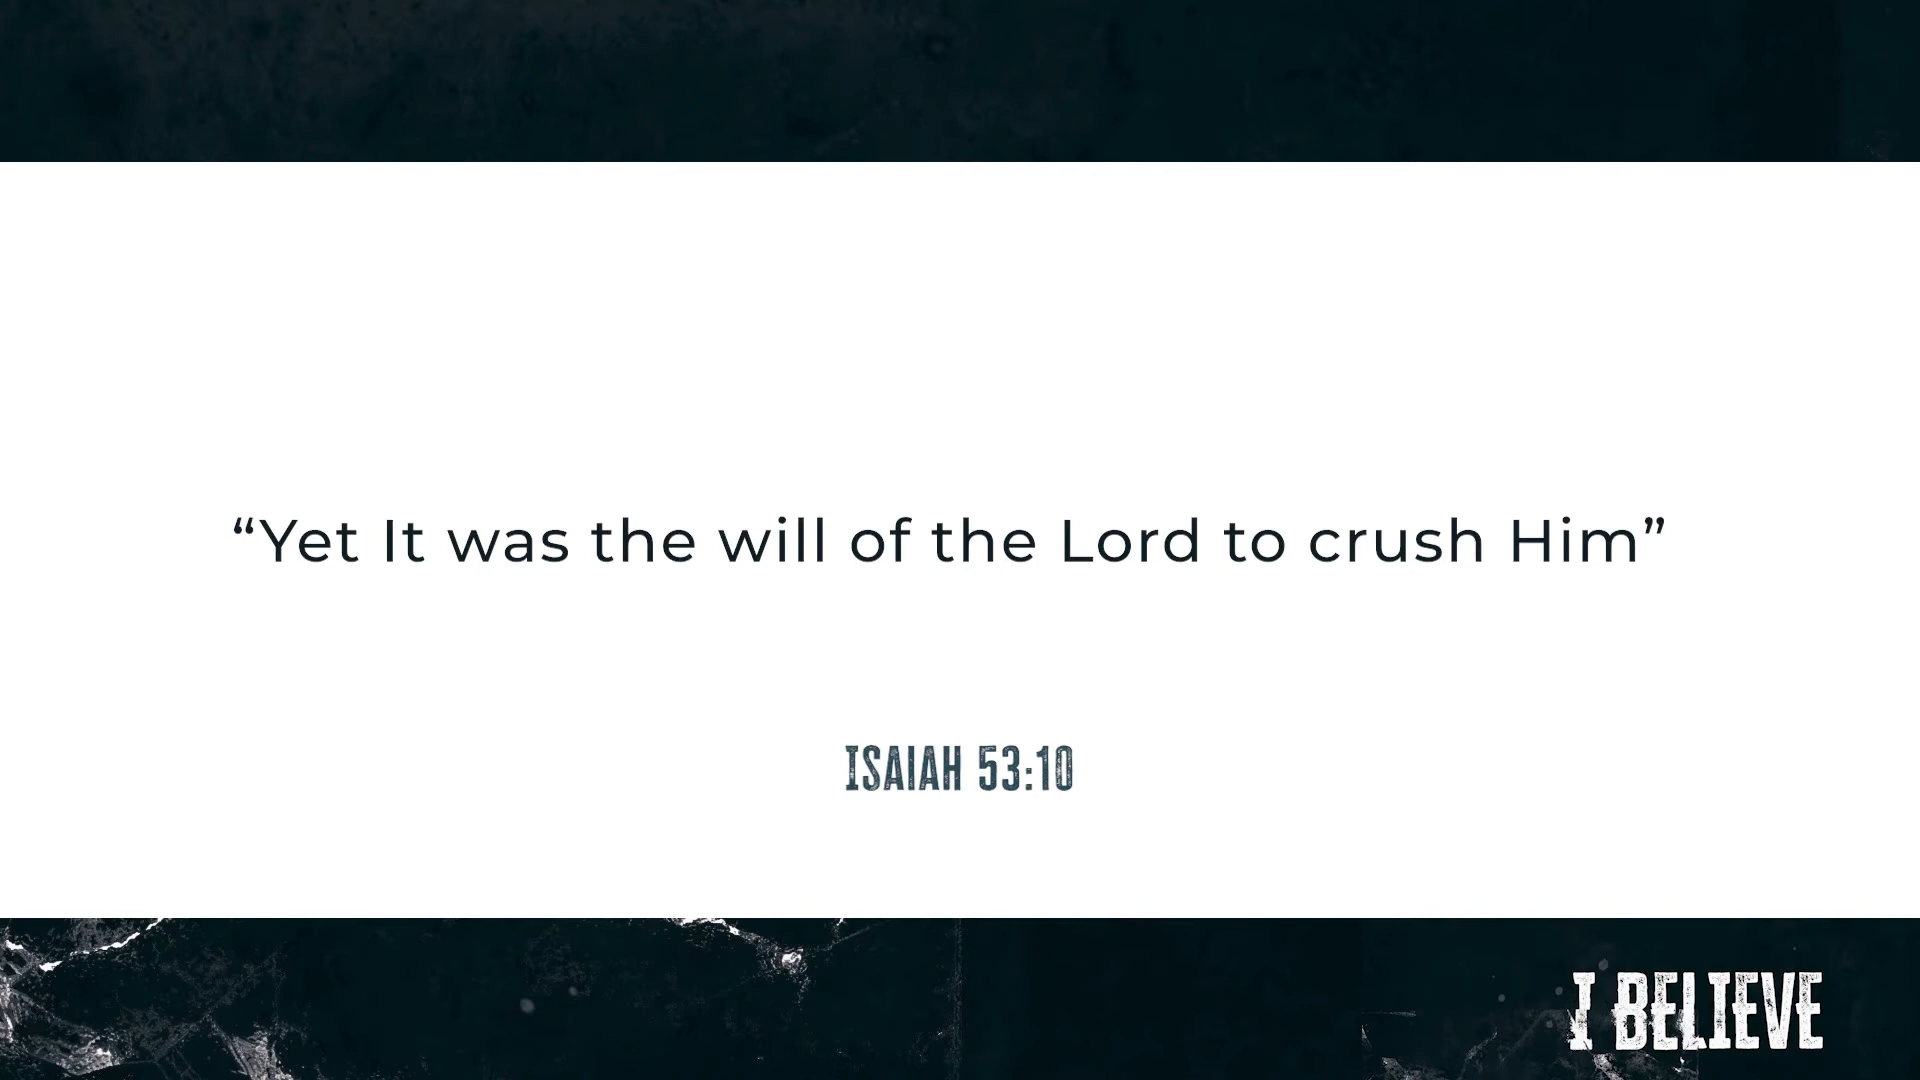 “Yet It was the will of the Lord to crush Him”
ISAIAH 53:10
I BELIEVE